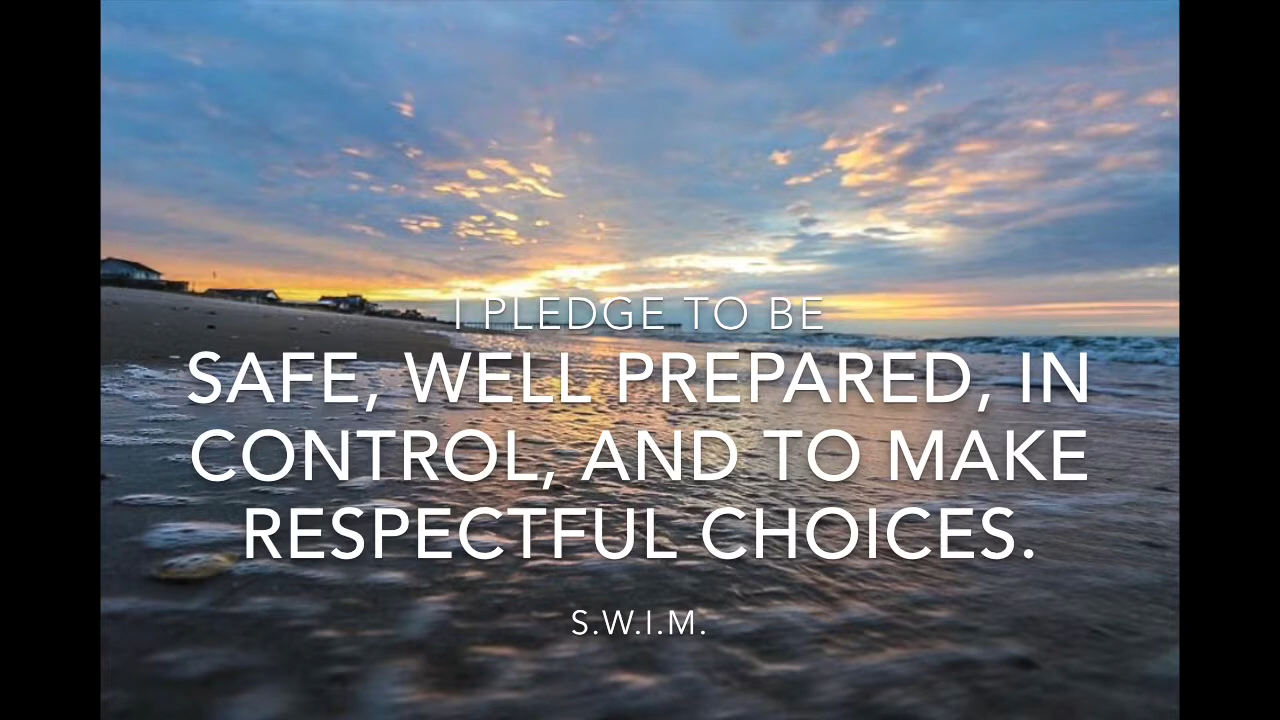 I PLEDGE TO BE
SAFE, WELL PREPARED, IN
CONTROL, AND TO MAKE
RESPECTFUL CHOICES.
S.W.I.M.